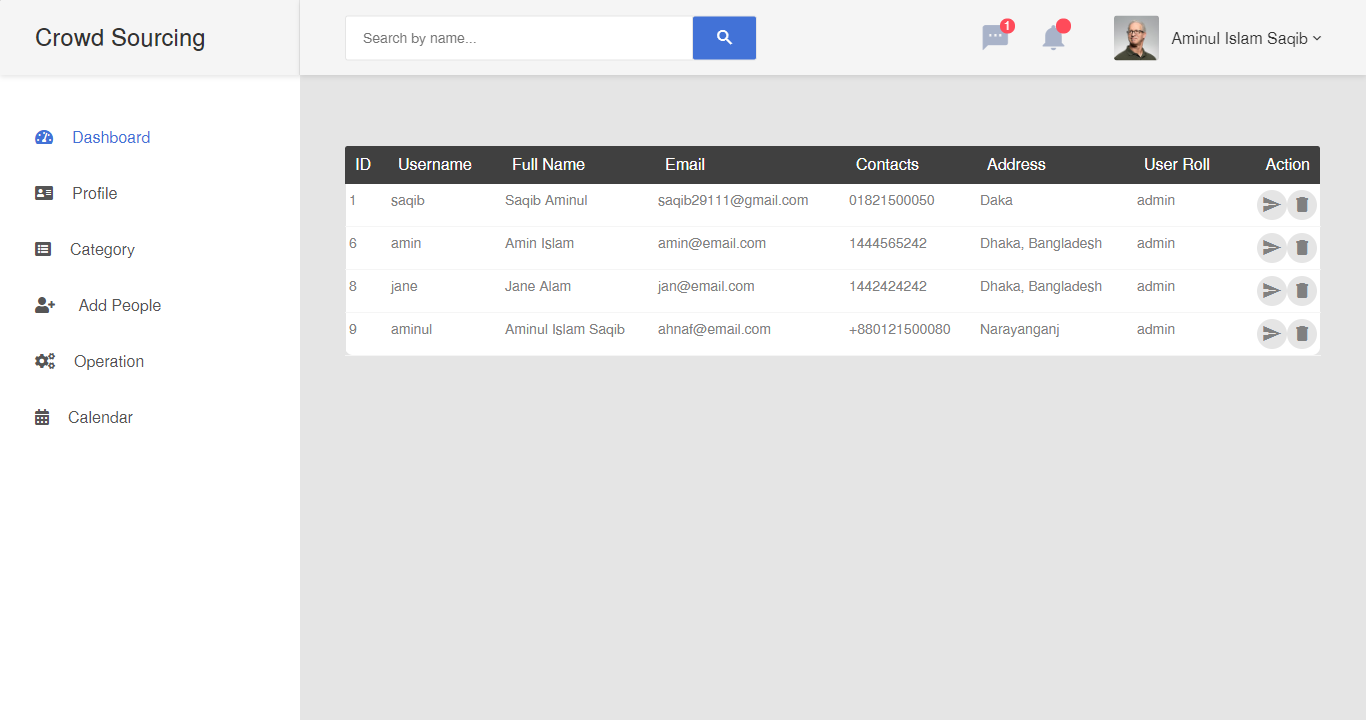 Crowd Sourcing
Search by name...
1
Aminul Islam Saqib
Dashboard
Profile
Category
Add People
Operation
Calendar
ID Username Full Name Email Contacts Address User Roll Action
1 saqib Saqib Aminul saqib29111@gmail.com 01821500050 Daka admin
6 amin Amin Islam amin@email.com 1444565242 Dhaka, Bangladesh admin
8 jane Jane Alam jan@email.com 1442424242 Dhaka, Bangladesh admin
9 aminul Aminul Islam Saqib ahnaf@email.com +880121500080 Narayanganj admin